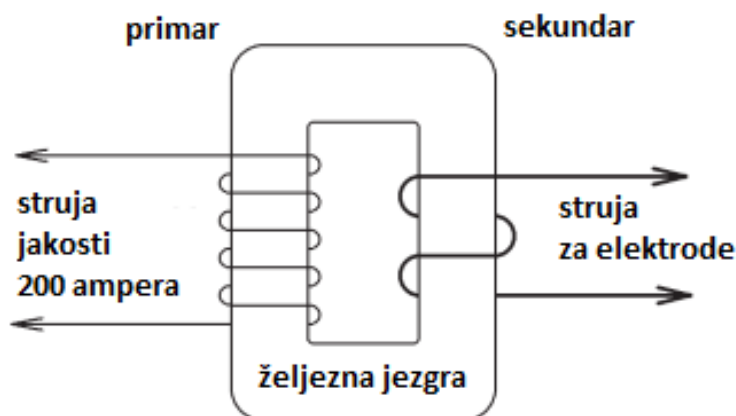 primar
sekundar
struja
jakosti
200 ampera
struja
za elektrode
željezna jezgra